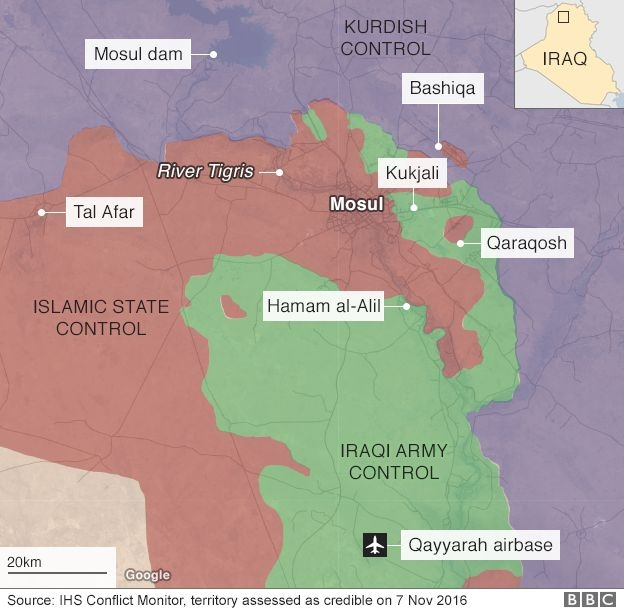 KURDISH
CONTROL
IRAQ
Mosul dam
Bashiqa
River Tigris
Kukjali
Mosul
Tal Afar
Qaraqosh
ISLAMIC STATE
CONTROL
Hamam al-Alil
IRAQI ARMY
CONTROL
Qayyarah airbase
20km
Google
Source: IHS Conflict Monitor, territory assessed as credible on 7 Nov 2016
BBC